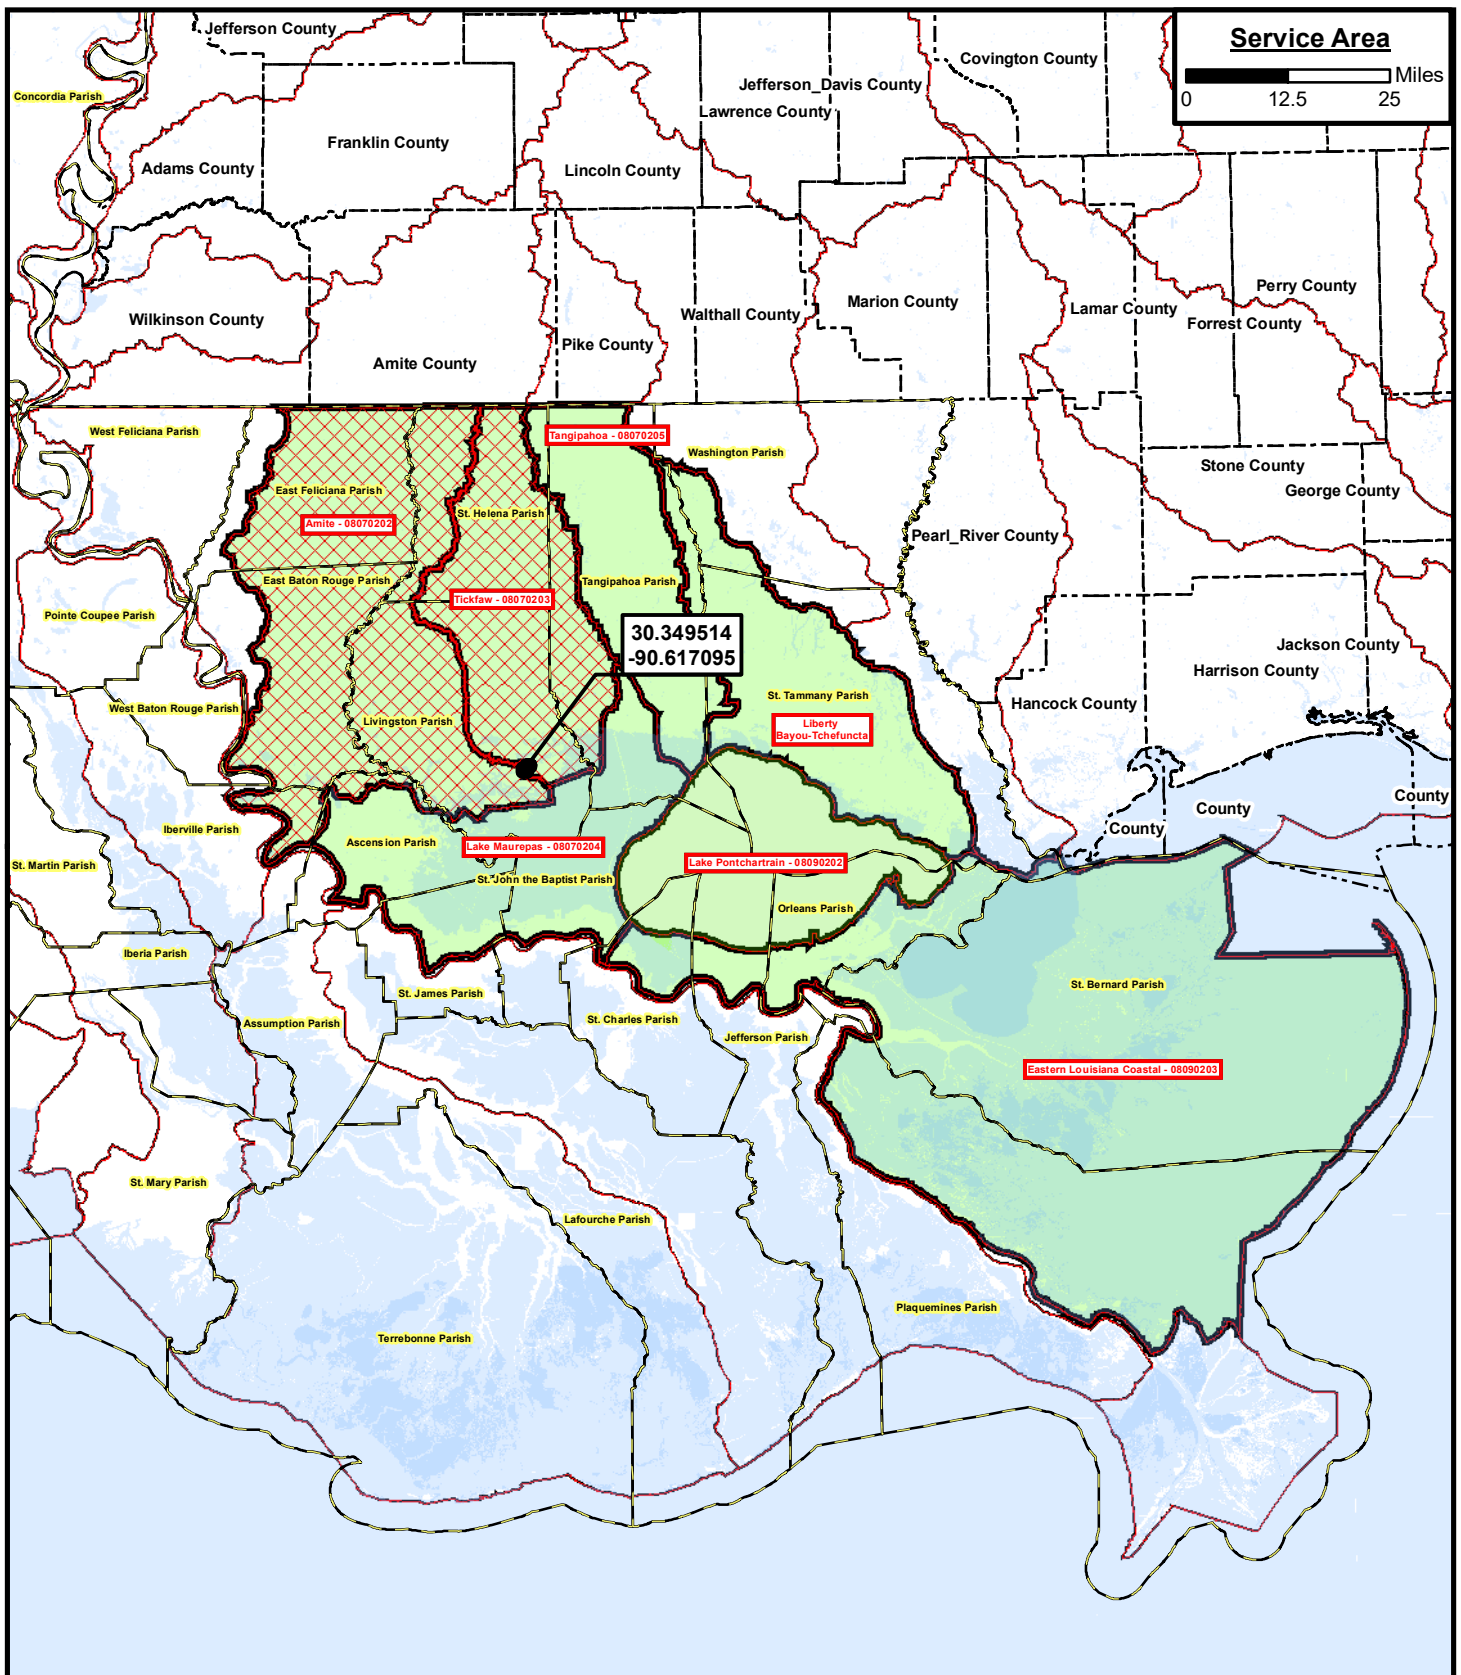 Service Area
Miles
0 12.5 25
Jefferson County
Covington County
Concordia Parish
Jefferson_Davis County
Lawrence County
Franklin County
Adams County
Lincoln County
Perry County
Marion County
Lamar County
Walthall County
Wilkinson County
Forrest County
Pike County
Amite County
West Feliciana Parish
Tangipahoa - 08070205
Washington Parish
Stone County
East Feliciana Parish
George County
St. Helena Parish
Amite - 08070202
Pearl_River County
East Baton Rouge Parish
Tangipahoa Parish
Tickfaw - 08070203
Pointe Coupee Parish
30.349514
-90.617095
Jackson County
Harrison County
St. Tammany Parish
Hancock County
West Baton Rouge Parish
Livingston Parish
Liberty
Bayou-Tchefuncta
County
County
County
Iberville Parish
Ascension Parish
Lake Maurepas - 08070204
Lake Pontchartrain - 08090202
St. Martin Parish
St. John the Baptist Parish
Orleans Parish
Iberia Parish
St. Bernard Parish
St. James Parish
Assumption Parish
St. Charles Parish
Jefferson Parish
Eastern Louisiana Coastal - 08090203
St. Mary Parish
Lafourche Parish
Plaquemines Parish
Terrebonne Parish